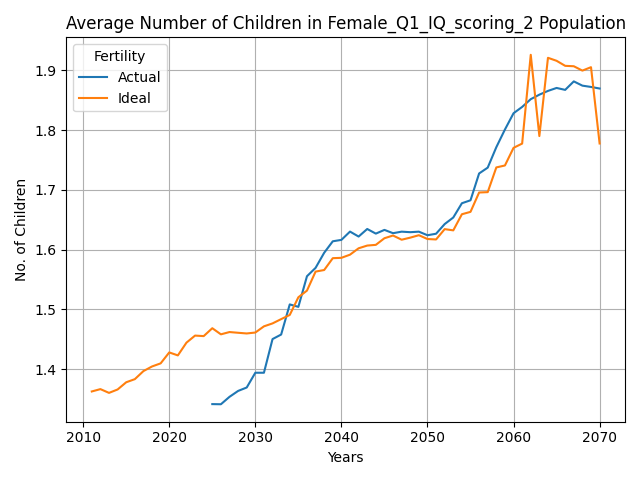 Average Number of Children in Female_Q1_IQ_scoring_2 Population
Fertility
Actual
Ideal
No. of Children
1.9
1.8
1.7
1.6
1.5
1.4
2010 2020 2030 2040 2050 2060 2070
Years